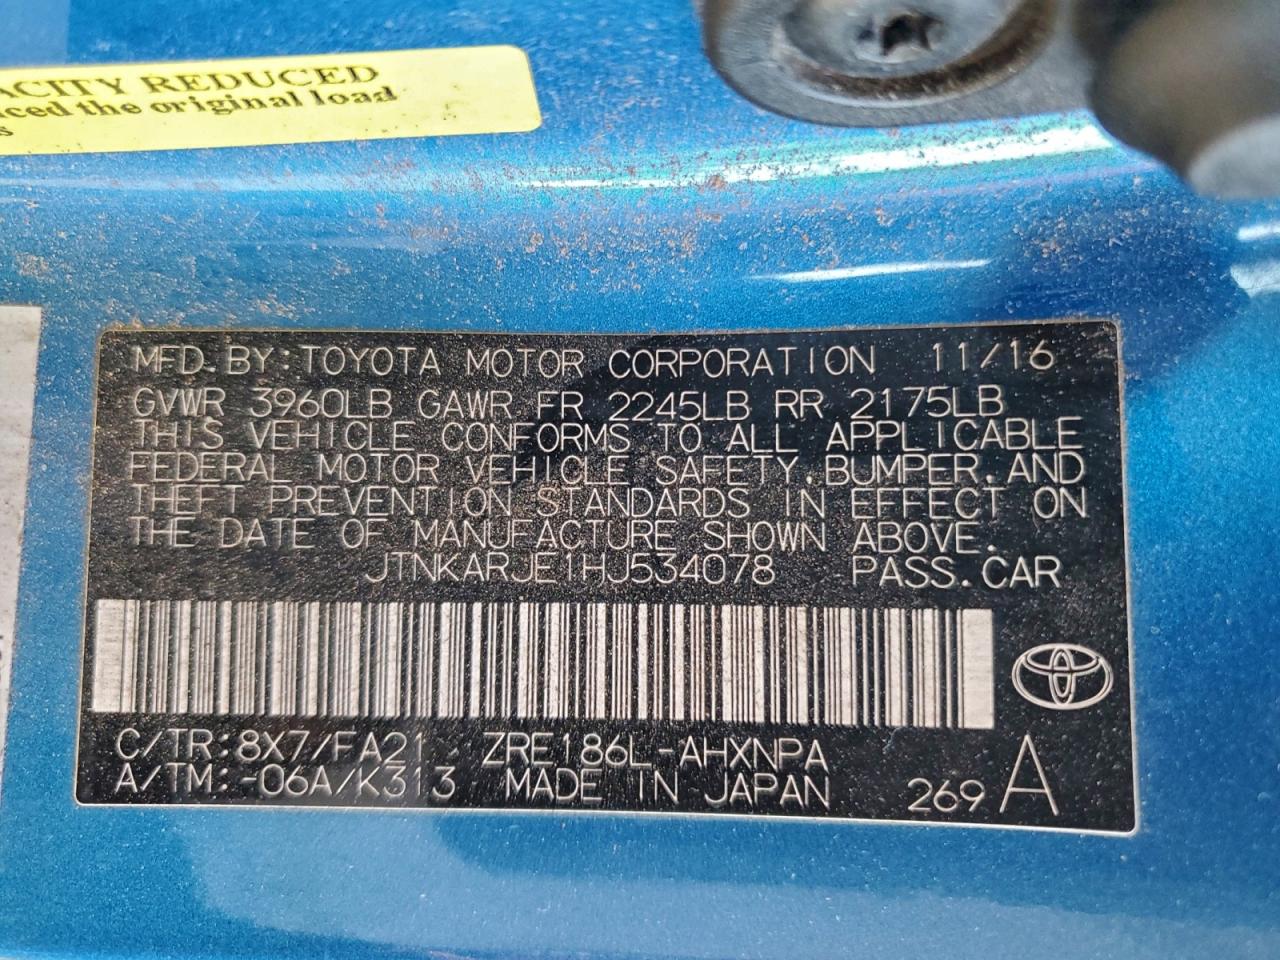 ACITY REDUCED
ced the original load
s
MFD.BY:TOYOTA MOTOR CORPORATION 11/16
GVWR 3960LB GAWR FR 2245LB RR 2175LB
THIS VEHICLE CONFORMS TO ALL APPLICABLE
FEDERAL MOTOR VEHICLE SAFETY,BUMPER,AND
THEFT PREVENTION STANDARDS IN EFFECT ON
THE DATE OF MANUFACTURE SHOWN ABOVE.
JTNKARJE1HJ534078 PASS.CAR
C/TR:8X7/FA21 ZRE186L-AHXNPA
A/TM:-06A/K313 MADE IN JAPAN 269 A